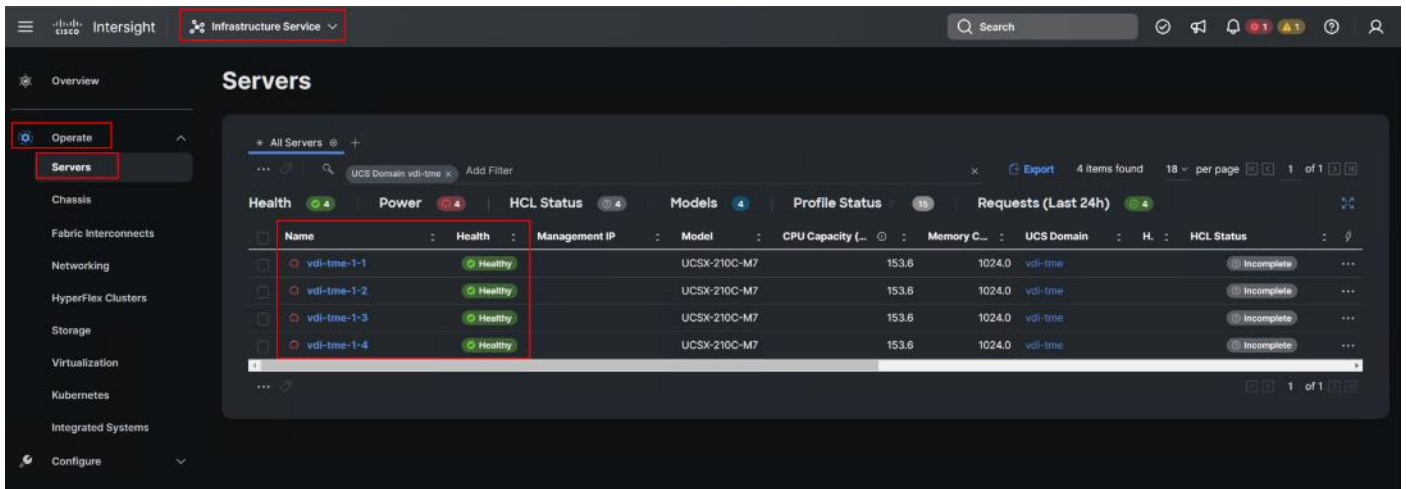 cisco Intersight Infrastructure Service Search 1 1
Overview
Servers
Operate
All Servers +
Servers
UCS Domain vdi-tme × Add Filter × Export 4 items found 18 per page 1 of 1
Chassis
Health 4 Power 4 HCL Status 4 Models 4 Profile Status 15 Requests (Last 24h) 4
Fabric Interconnects
Name Health Management IP Model CPU Capacity (... Memory C... UCS Domain H. HCL Status
Networking
vdi-tme-1-1 Healthy UCSX-210C-M7 153.6 1024.0 vdi-tme Incomplete ...
HyperFlex Clusters
vdi-tme-1-2 Healthy UCSX-210C-M7 153.6 1024.0 vdi-tme Incomplete ...
Storage
vdi-tme-1-3 Healthy UCSX-210C-M7 153.6 1024.0 vdi-tme Incomplete ...
vdi-tme-1-4 Healthy UCSX-210C-M7 153.6 1024.0 vdi-tme Incomplete ...
Virtualization
Kubernetes
1 of 1
Integrated Systems
Configure